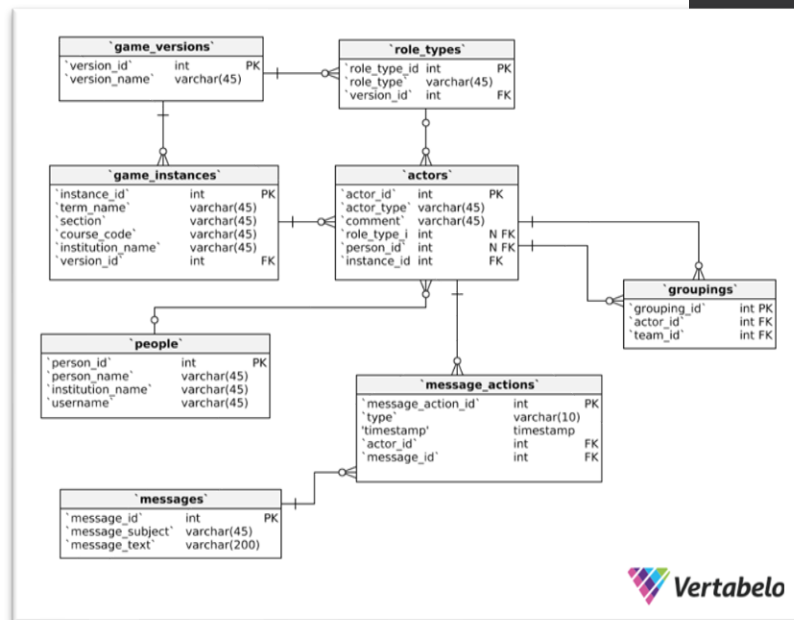 `game_versions`
`version_id` int PK
`version_name` varchar(45)
`role_types`
`role_type_id int PK
`role_type` varchar(45)
`version_id` int FK
`game_instances`
`instance_id` int PK
`term_name` varchar(45)
`section` varchar(45)
`course_code` varchar(45)
`institution_name` varchar(45)
`version_id` int FK
`actors`
`actor_id` int PK
`actor_type` varchar(45)
`comment` varchar(45)
`role_type_i int N FK
`person_id` int N FK
`instance_id int FK
`groupings`
`grouping_id` int PK
`actor_id` int FK
`team_id` int FK
`people`
`person_id` int PK
`person_name` varchar(45)
`institution_name` varchar(45)
`username` varchar(45)
`message_actions`
`message_action_id` int PK
`type` varchar(10)
'timestamp' timestamp
`actor_id` int FK
`message_id` int FK
`messages`
`message_id` int PK
`message_subject` varchar(45)
`message_text` varchar(200)
Vertabelo